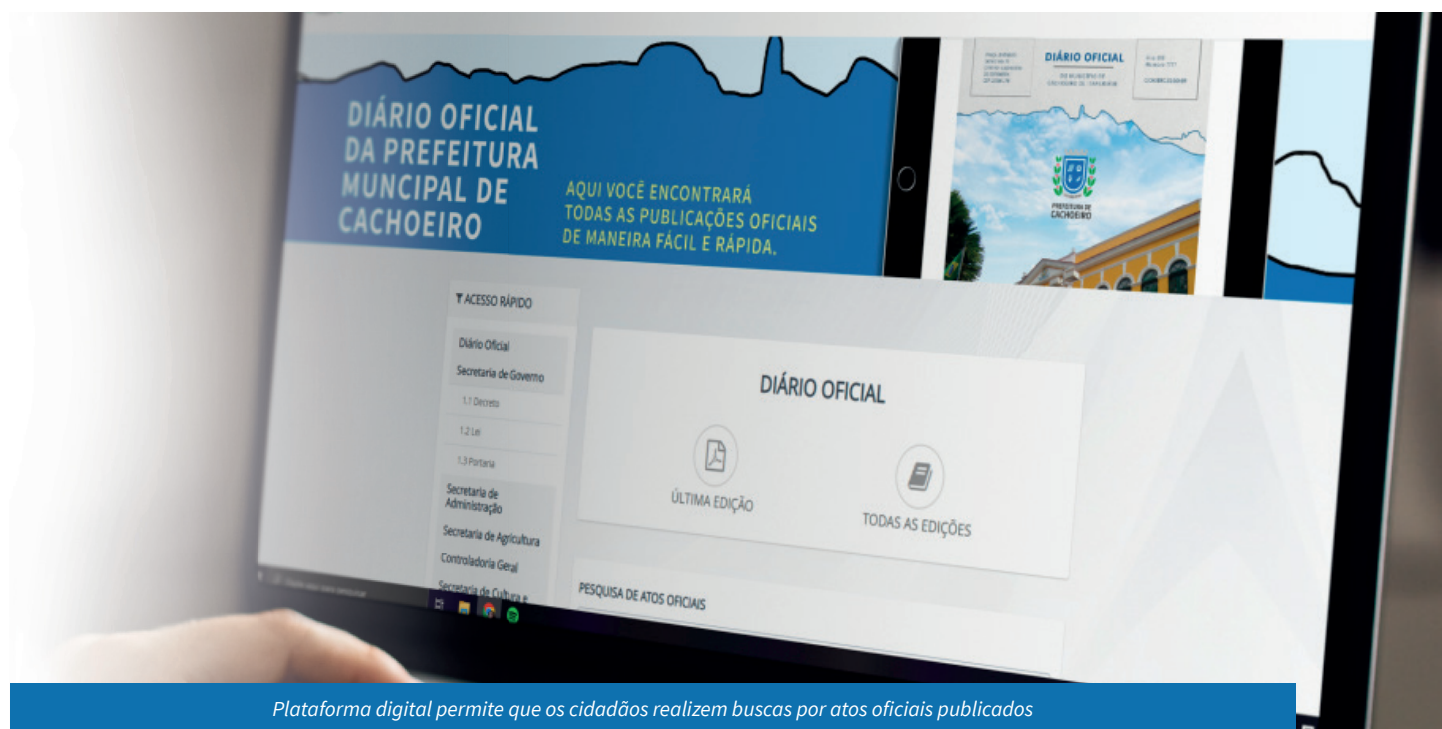 DIÁRIO OFICIAL
DA PREFEITURA
MUNCIPAL DE
CACHOEIRO
AQUI VOCÊ ENCONTRARÁ
TODAS AS PUBLICAÇÕES OFICIAIS
DE MANEIRA FÁCIL E RÁPIDA.
DIÁRIO OFICIAL
PREFEITURA DE
CACHOEIRO
ACESSO RÁPIDO
Diário Oficial
Secretaria de Governo
1.1 Decreto
1.2 Lei
1.3 Portaria
Secretaria de
Administração
Secretaria de Agricultura
Controladoria Geral
Secretaria de Cultura e
DIÁRIO OFICIAL
ÚLTIMA EDIÇÃO
TODAS AS EDIÇÕES
PESQUISA DE ATOS OFICIAIS
Plataforma digital permite que os cidadãos realizem buscas por atos oficiais publicados